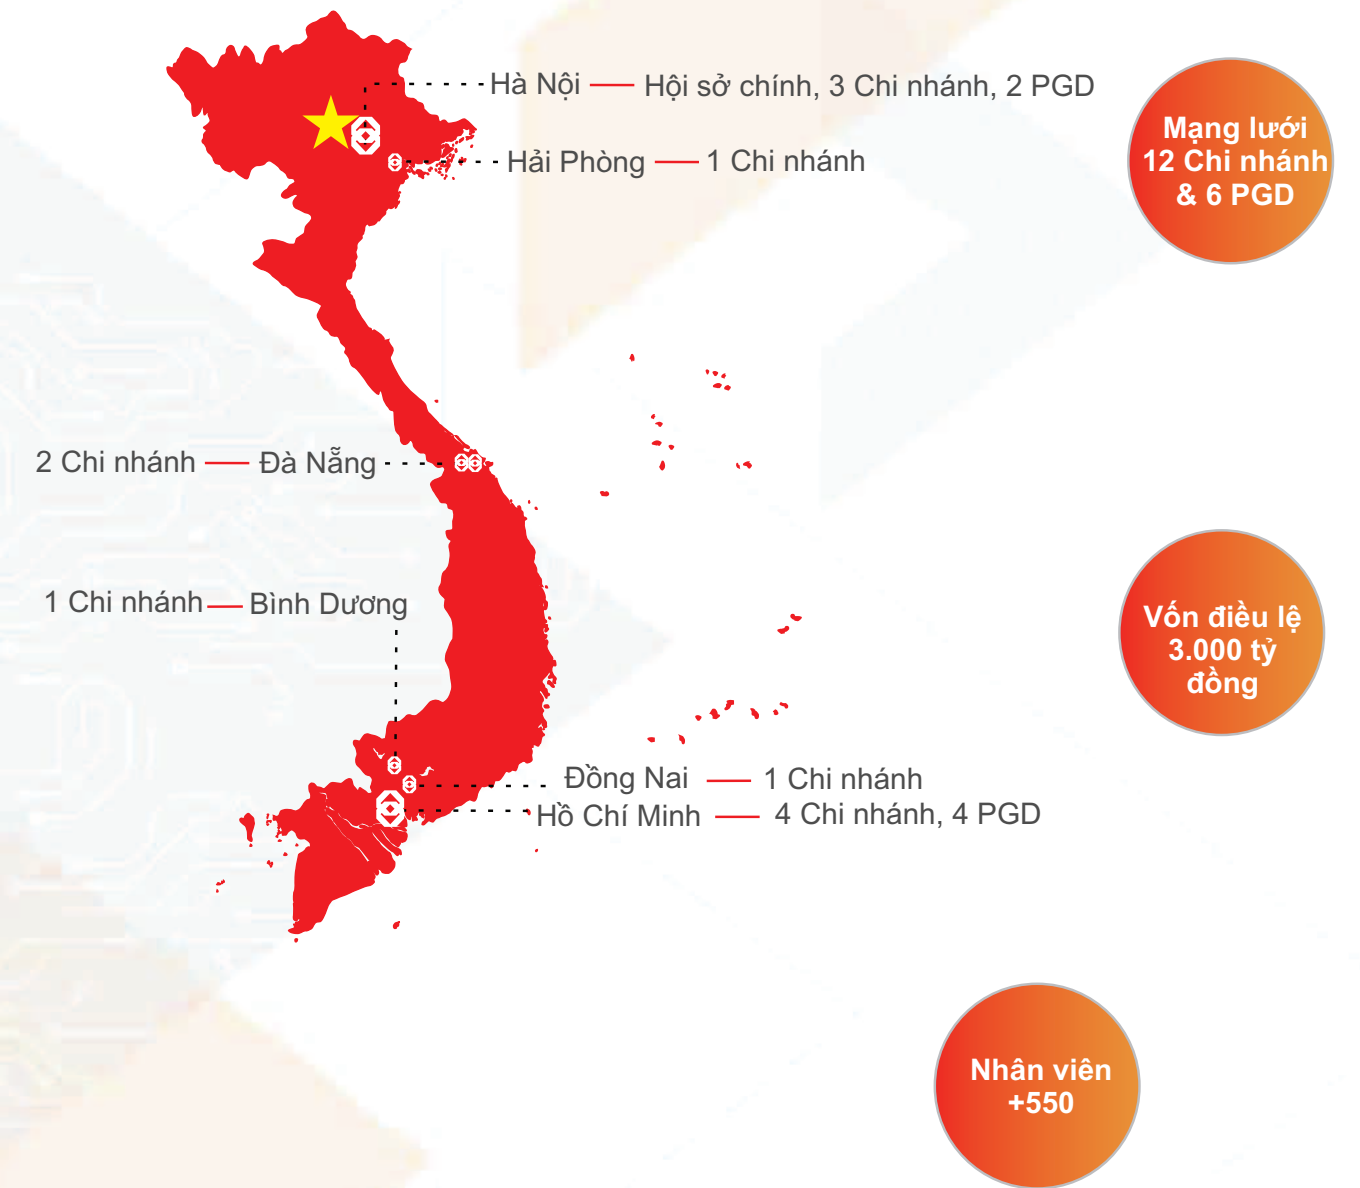 Hà Nội — Hội sở chính, 3 Chi nhánh, 2 PGD
Hải Phòng — 1 Chi nhánh
Mạng lưới
12 Chi nhánh
& 6 PGD
2 Chi nhánh — Đà Nẵng
1 Chi nhánh — Bình Dương
Vốn điều lệ
3.000 tỷ
đồng
Đồng Nai — 1 Chi nhánh
Hồ Chí Minh — 4 Chi nhánh, 4 PGD
Nhân viên
+550